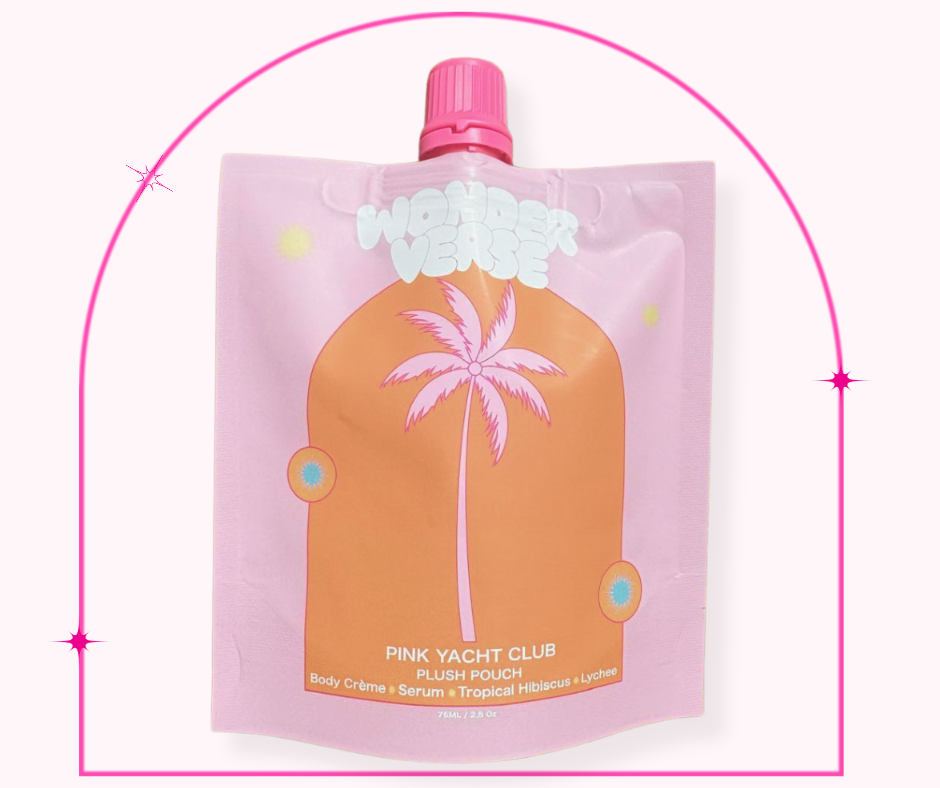 WONDER
VERSE
PINK YACHT CLUB
PLUSH POUCH
Body Crème Serum Tropical Hibiscus Lychee
75ML / 2.5 Oz